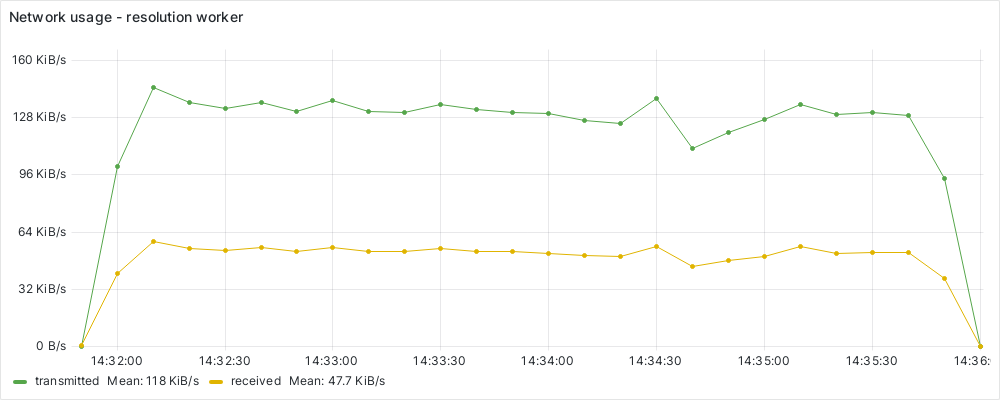 Network usage - resolution worker
160 KiB/s
128 KiB/s
96 KiB/s
64 KiB/s
32 KiB/s
0 B/s
14:32:00 14:32:30 14:33:00 14:33:30 14:34:00 14:34:30 14:35:00 14:35:30 14:36:
transmitted Mean: 118 KiB/s received Mean: 47.7 KiB/s